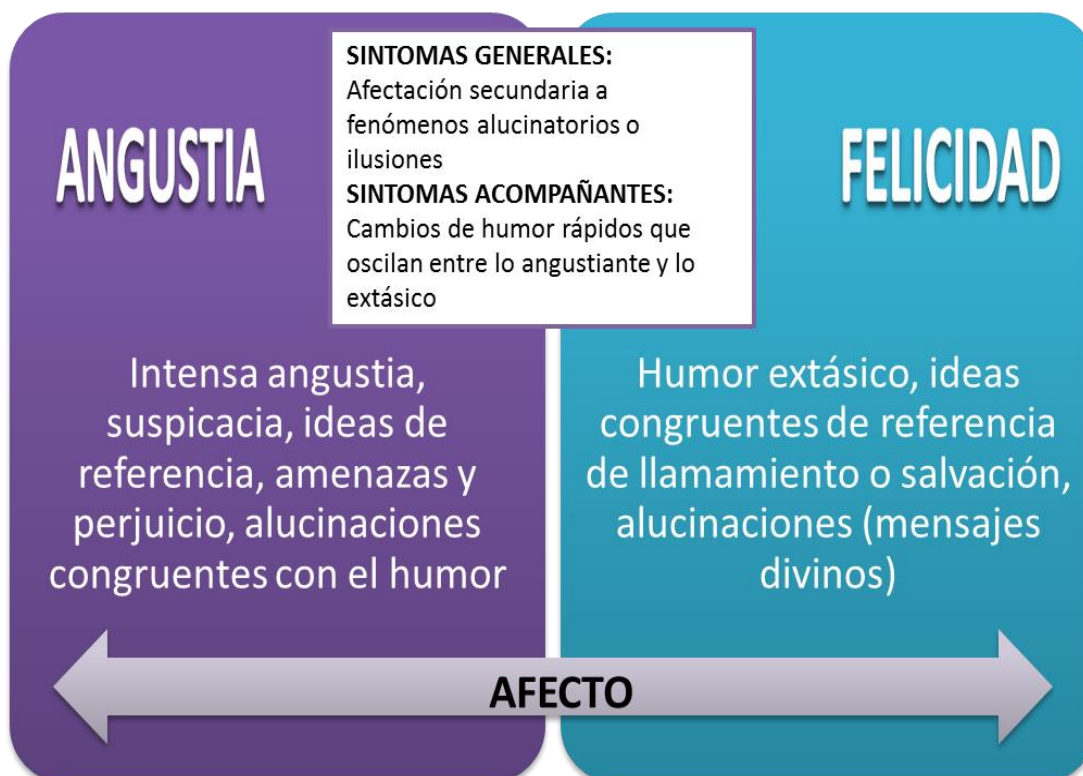 SINTOMAS GENERALES:
Afectación secundaria a
fenómenos alucinatorios o
ilusiones
SINTOMAS ACOMPAÑANTES:
Cambios de humor rápidos que
oscilan entre lo angustiante y lo
extásico
ANGUSTIA
Intensa angustia,
suspicacia, ideas de
referencia, amenazas y
perjuicio, alucinaciones
congruentes con el humor
FELICIDAD
Humor extásico, ideas
congruentes de referencia
de llamamiento o salvación,
alucinaciones (mensajes
divinos)
AFECTO